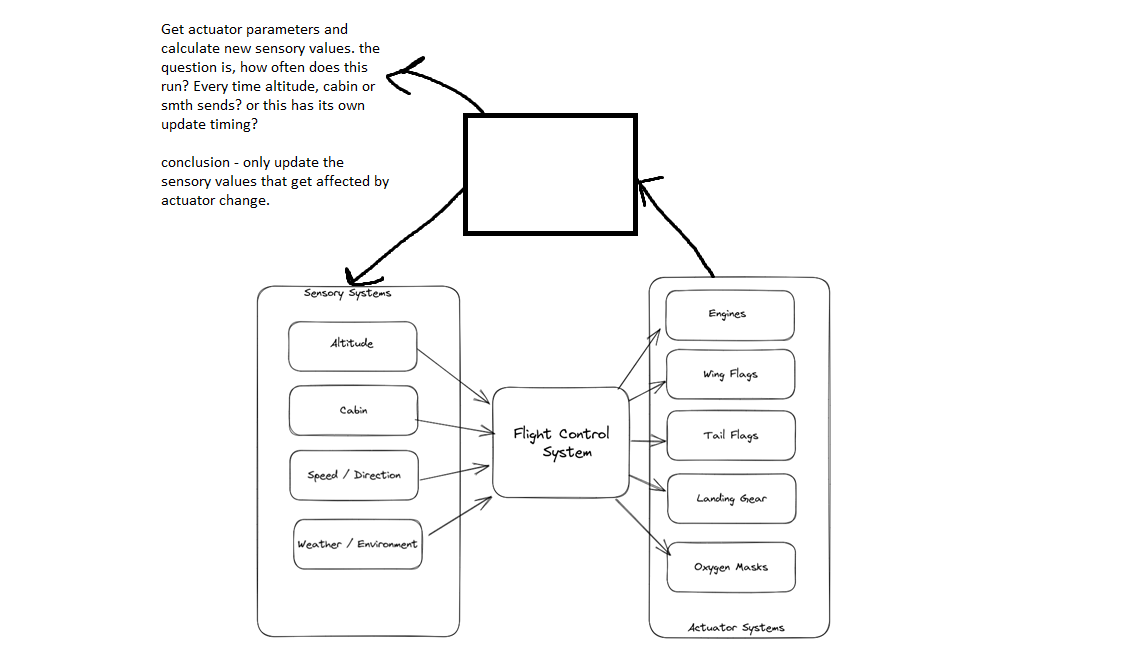 Get actuator parameters and
calculate new sensory values. the
question is, how often does this
run? Every time altitude, cabin or
smth sends? or this has its own
update timing?
conclusion - only update the
sensory values that get affected by
actuator change.
Sensory Systems
Altitude
Cabin
Speed / Direction
Weather / Environment
Flight Control
System
Engines
Wing Flags
Tail Flags
Landing Gear
Oxygen Masks
Actuator Systems